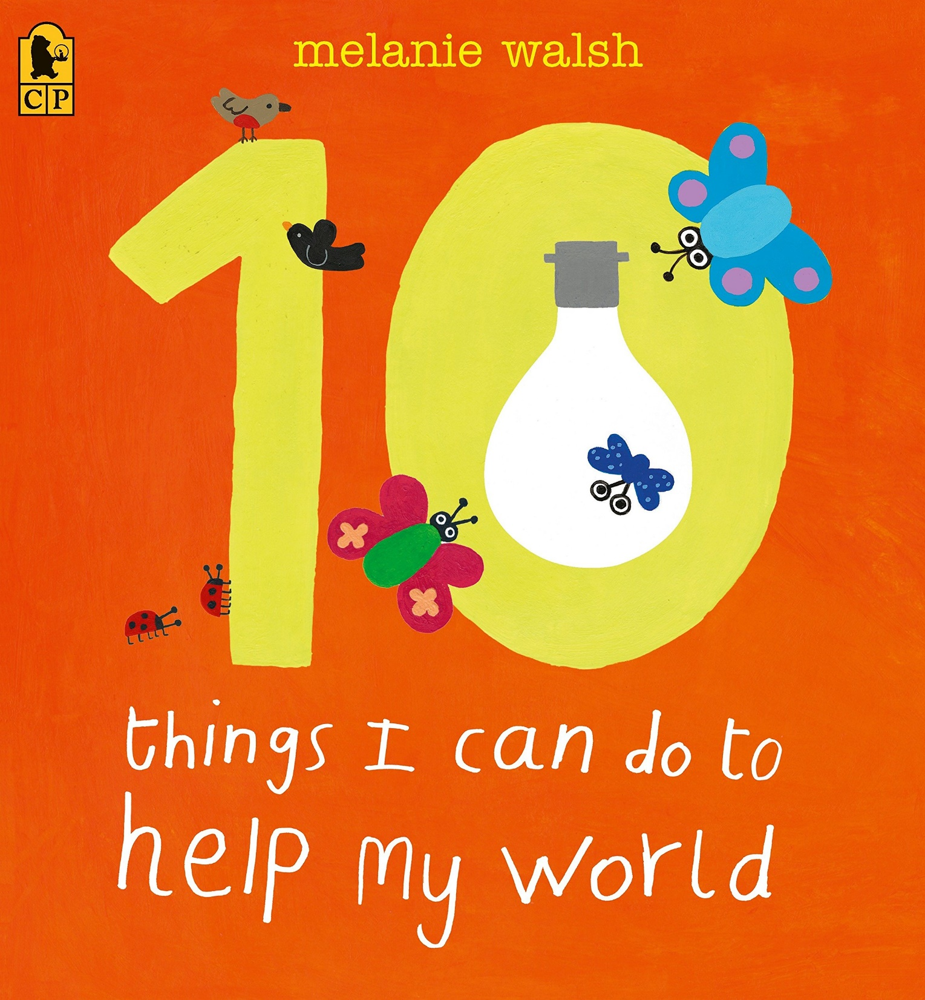 melanie walsh
CP
10
things I can do to
help my world